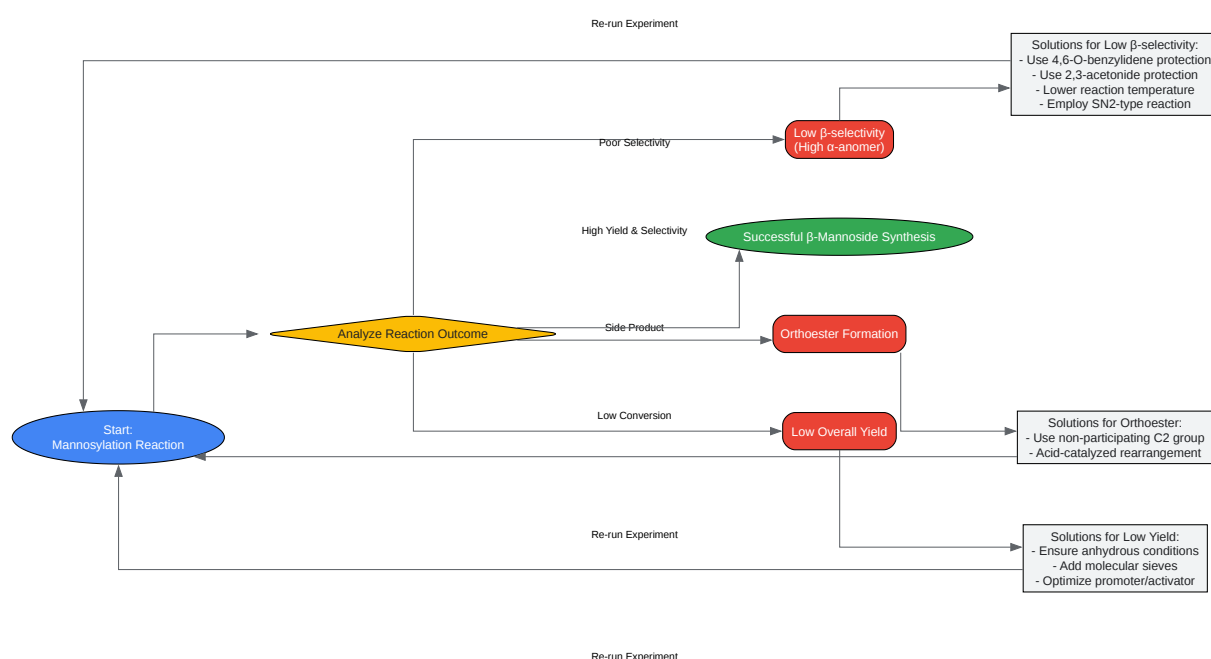 Re-run Experiment
Solutions for Low β-selectivity:
- Use 4,6-O-benzylidene protection
- Use 2,3-acetonide protection
- Lower reaction temperature
- Employ SN2-type reaction
Low β-selectivity
(High α-anomer)
Poor Selectivity
High Yield & Selectivity
Successful β-Mannoside Synthesis
Side Product
Analyze Reaction Outcome
Orthoester Formation
Low Conversion
Low Overall Yield
Start:
Mannosylation Reaction
Solutions for Orthoester:
- Use non-participating C2 group
- Acid-catalyzed rearrangement
Re-run Experiment
Solutions for Low Yield:
- Ensure anhydrous conditions
- Add molecular sieves
- Optimize promoter/activator
Re-run Experiment